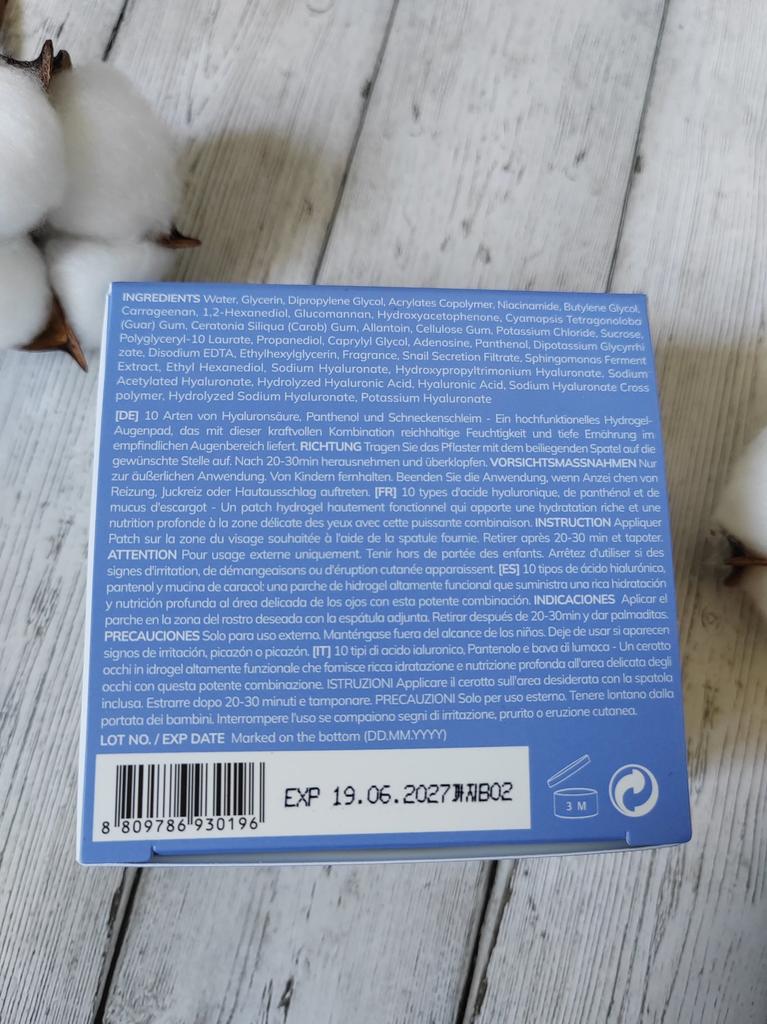 INGREDIENTS Water, Glycerin, Dipropylene Glycol, Acrylates Copolymer, Niacinamide, Butylene Glycol,
Carrageenan, 1,2-Hexanediol, Glucomannan, Hydroxyacetophenone, Cyamopsis Tetragonoloba
(Guar) Gum, Ceratonia Siliqua (Carob) Gum, Allantoin, Cellulose Gum, Potassium Chloride, Sucrose,
Polyglyceryl-10 Laurate, Propanediol, Caprylyl Glycol, Adenosine, Panthenol, Dipotassium Glycyrrhi
zate, Disodium EDTA, Ethylhexylglycerin, Fragrance, Snail Secretion Filtrate, Sphingomonas Ferment
Extract, Ethyl Hexanediol, Sodium Hyaluronate, Hydroxypropyltrimonium Hyaluronate, Sodium
Acetylated Hyaluronate, Hydrolyzed Hyaluronic Acid, Hyaluronic Acid, Sodium Hyaluronate Cross
polymer, Hydrolyzed Sodium Hyaluronate, Potassium Hyaluronate
[DE] 10 Arten von Hyaluronsäure, Panthenol und Schneckenschleim - Ein hochfunktionelles Hydrogel-
Augenpad, das mit dieser kraftvollen Kombination reichhaltige Feuchtigkeit und tiefe Ernährung im
empfindlichen Augenbereich liefert. RICHTUNG Tragen Sie das Pflaster mit dem beiliegenden Spatel auf die
gewünschte Stelle auf. Nach 20-30min herausnehmen und überklopfen. VORSICHTSMASSNAHMEN Nur
zur äußerlichen Anwendung. Von Kindern fernhalten. Beenden Sie die Anwendung, wenn Anzei chen von
Reizung, Juckreiz oder Hautausschlag auftreten. [FR] 10 types d'acide hyaluronique, de panthénol et de
mucus d'escargot - Un patch hydrogel hautement fonctionnel qui apporte une hydratation riche et une
nutrition profonde à la zone délicate des yeux avec cette puissante combinaison. INSTRUCTION Appliquer
Patch sur la zone du visage souhaitée à l'aide de la spatule fournie. Retirer après 20-30 min et tapoter.
ATTENTION Pour usage externe uniquement. Tenir hors de portée des enfants. Arrêtez d'utiliser si des
signes d'irritation, de démangeaisons ou d'éruption cutanée apparaissent. [ES] 10 tipos de ácido hialurónico,
pantenol y mucina de caracol: una parche de hidrogel altamente funcional que suministra una rica hidratación
y nutrición profunda al área delicada de los ojos con esta potente combinación. INDICACIONES Aplicar el
parche en la zona del rostro deseada con la espátula adjunta. Retirar después de 20-30min y dar palmaditas.
PRECAUCIONES Solo para uso externo. Manténgase fuera del alcance de los niños. Deje de usar si aparecen
signos de irritación, picazón o picazón. [IT] 10 tipi di acido ialuronico, Pantenolo e bava di lumaca - Un cerotto
occhi in idrogel altamente funzionale che fornisce ricca idratazione e nutrizione profonda all'area delicata degli
occhi con questa potente combinazione. ISTRUZIONI Applicare il cerotto sull'area desiderata con la spatola
inclusa. Estrarre dopo 20-30 minuti e tamponare. PRECAUZIONI Solo per uso esterno. Tenere lontano dalla
portata dei bambini. Interrompere l'uso se compaiono segni di irritazione, prurito o eruzione cutanea.
LOT NO. / EXP DATE Marked on the bottom (DD.MM.YYYY)
EXP 19.06.2027까지B02
8 809786 930196
3 M